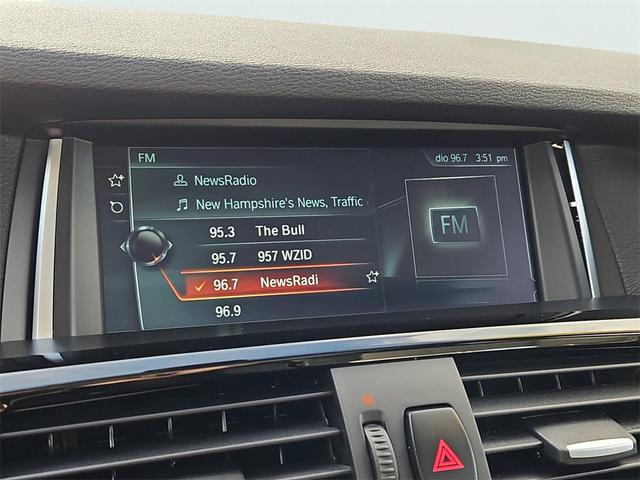 FM
dio 96.7 3:51 pm
NewsRadio
New Hampshire's News, Traffic
95.3 The Bull
95.7 957 WZID
96.7 NewsRadi
96.9
FM